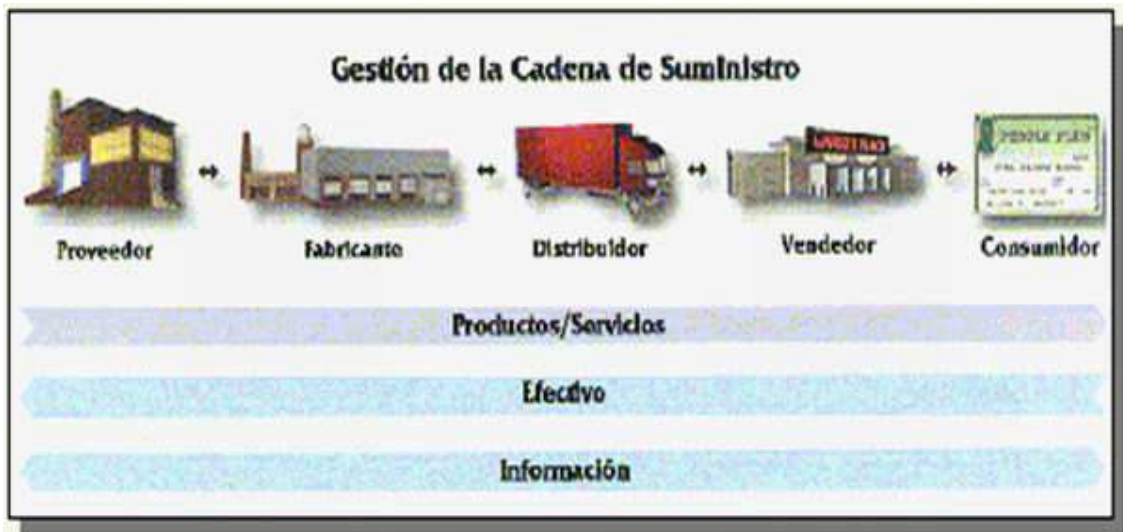 Gestión de la Cadena de Suministro
Proveedor
Fabricante
Distribuidor
Vendedor
Consumidor
Productos/Servicios
Efectivo
Información